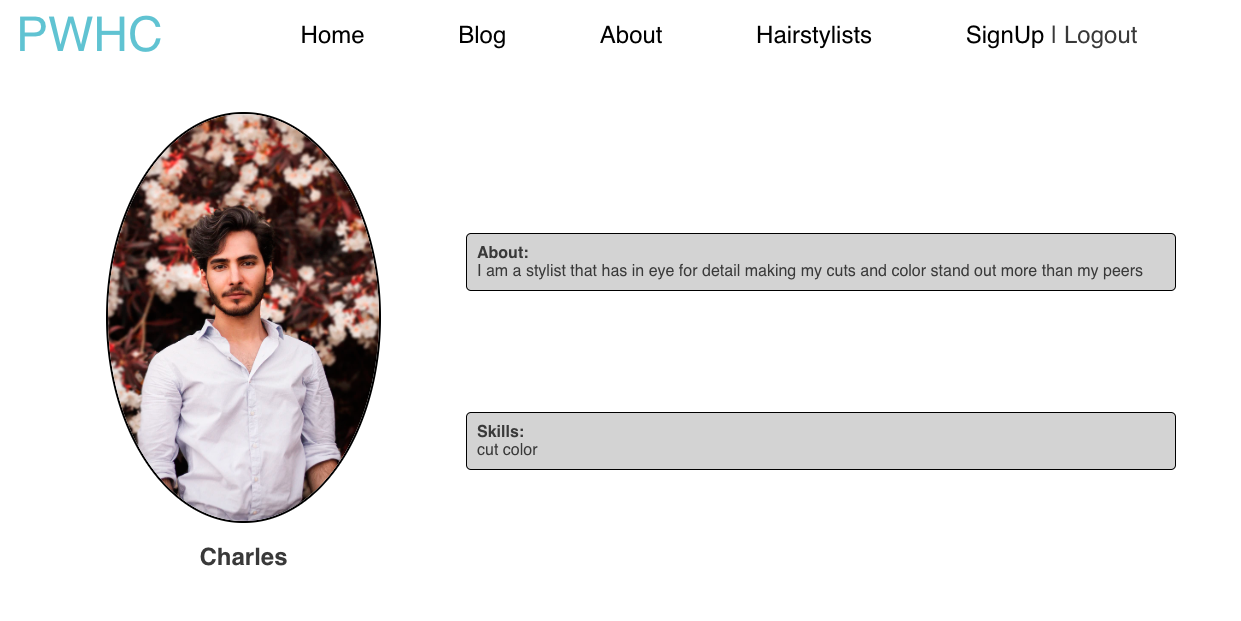 PWHC
Home Blog About Hairstylists SignUp | Logout
About:
I am a stylist that has in eye for detail making my cuts and color stand out more than my peers
Skills:
cut color
Charles